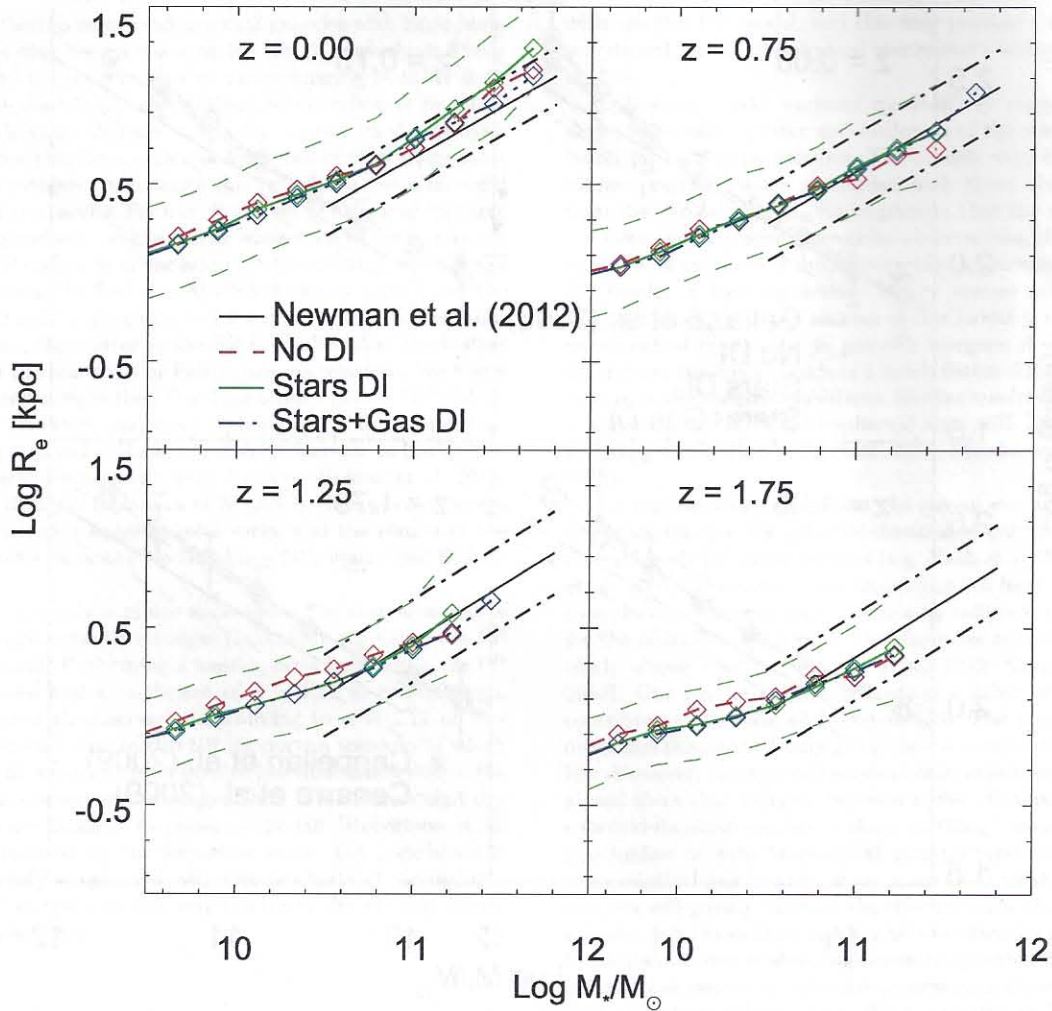 1.5
z = 0.00
z = 0.75
0.5
Newman et al. (2012)
No DI
-0.5
Stars DI
Stars+Gas DI
Log R_e [kpc]
1.5
z = 1.25
z = 1.75
0.5
-0.5
10
11
12
10
11
12
Log M_*/M_☉